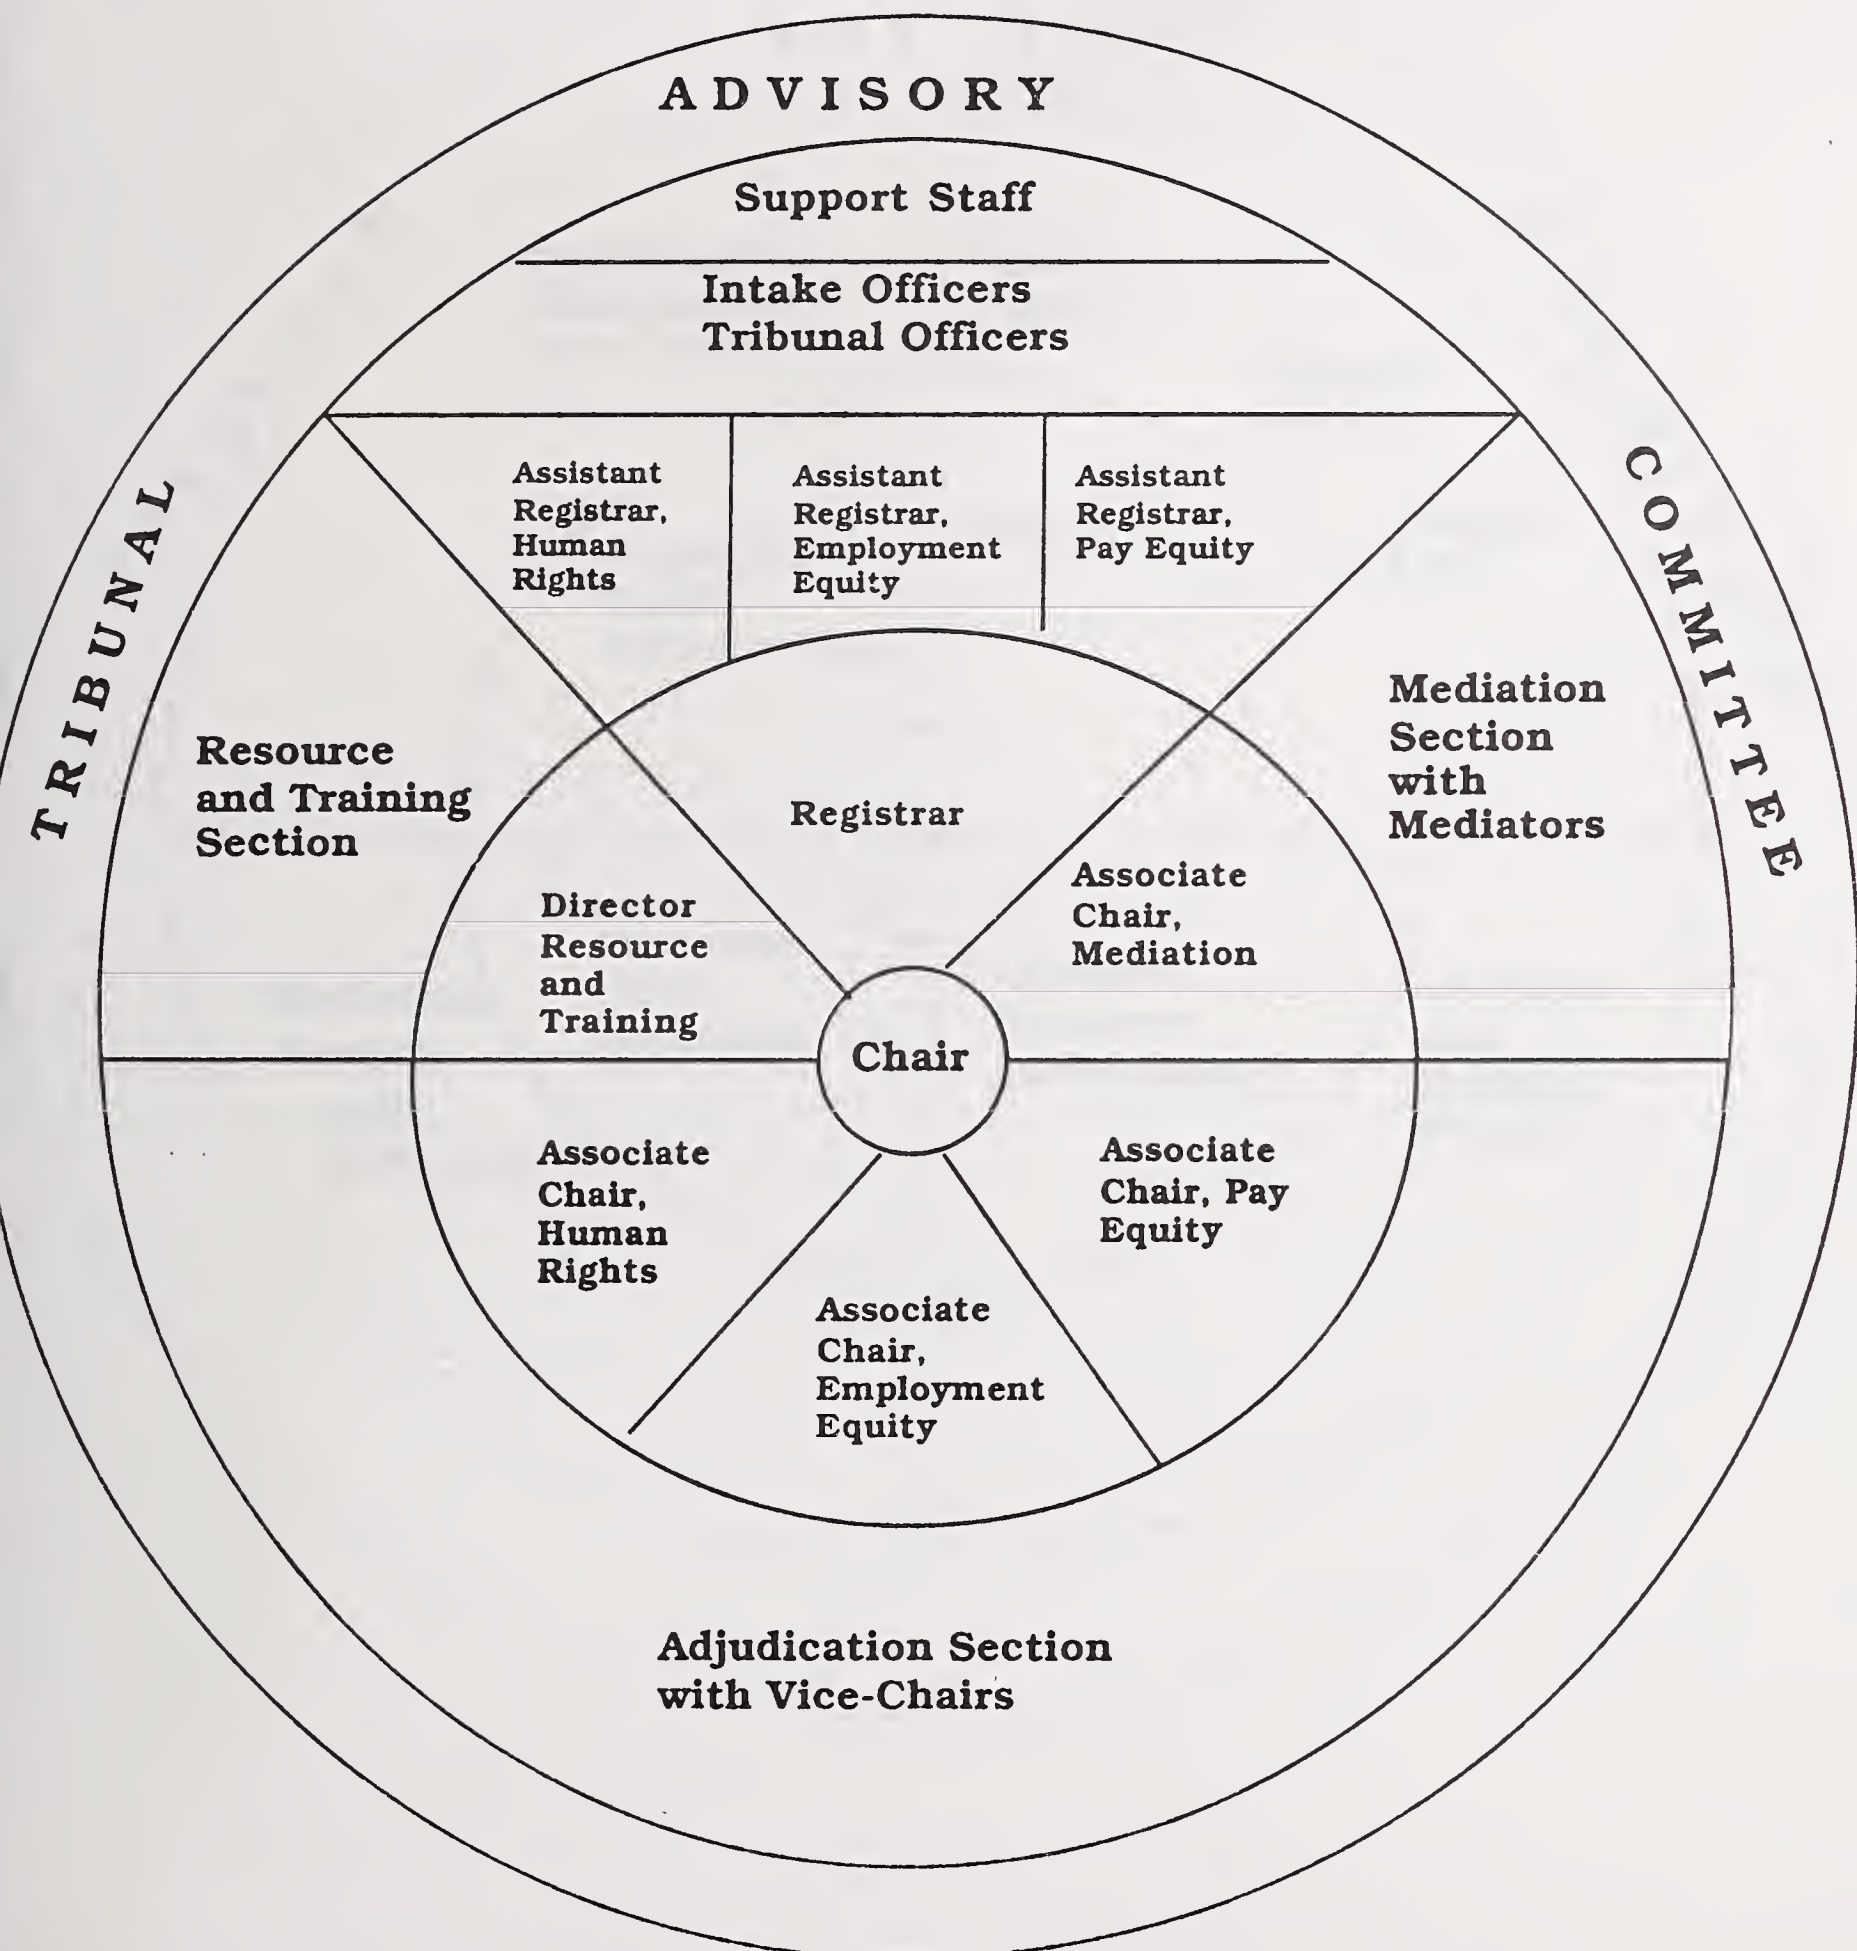 TRIBUNAL
ADVISORY
COMMITTEE
Support Staff
Intake Officers
Tribunal Officers
Assistant
Registrar,
Human
Rights
Assistant
Registrar,
Employment
Equity
Assistant
Registrar,
Pay Equity
Resource
and Training
Section
Mediation
Section
with
Mediators
Registrar
Director
Resource
and
Training
Associate
Chair,
Mediation
Chair
Associate
Chair,
Human
Rights
Associate
Chair, Pay
Equity
Associate
Chair,
Employment
Equity
Adjudication Section
with Vice-Chairs